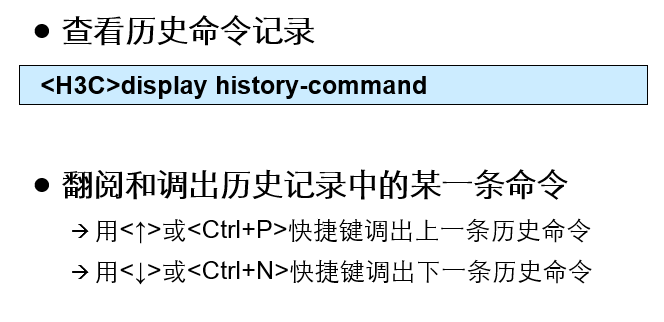 ● 查看历史命令记录
<H3C>display history-command
● 翻阅和调出历史记录中的某一条命令
→ 用<↑>或<Ctrl+P>快捷键调出上一条历史命令
→ 用<↓>或<Ctrl+N>快捷键调出下一条历史命令